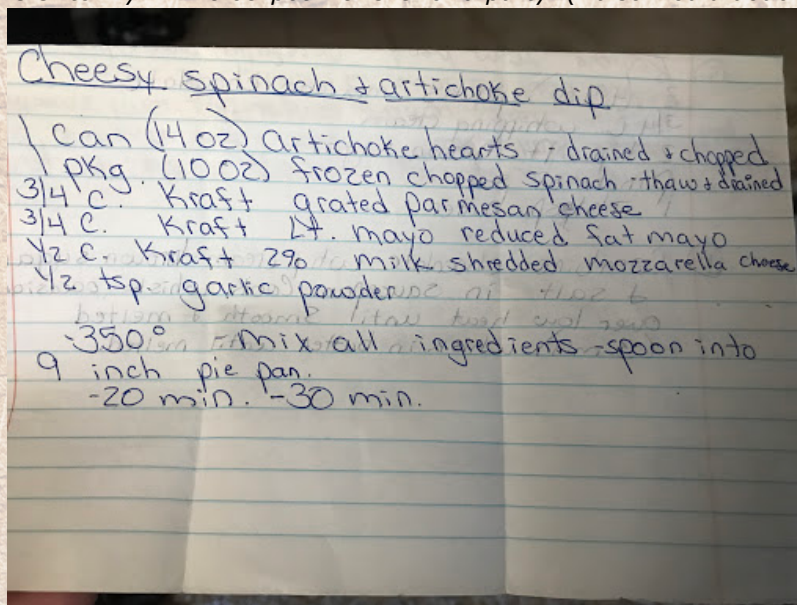 Cheesy spinach & artichoke dip
1 can (14 oz) artichoke hearts - drained & chopped
1 pkg. (10 oz) frozen chopped spinach - thaw & drained
3/4 c. Kraft grated parmesan cheese
3/4 c. Kraft Lt. mayo reduced fat mayo
1/2 c. Kraft 2% milk shredded mozzarella cheese
1/2 tsp garlic powder
-350° - mix all ingredients - spoon into
9 inch pie pan.
-20 min. -30 min.